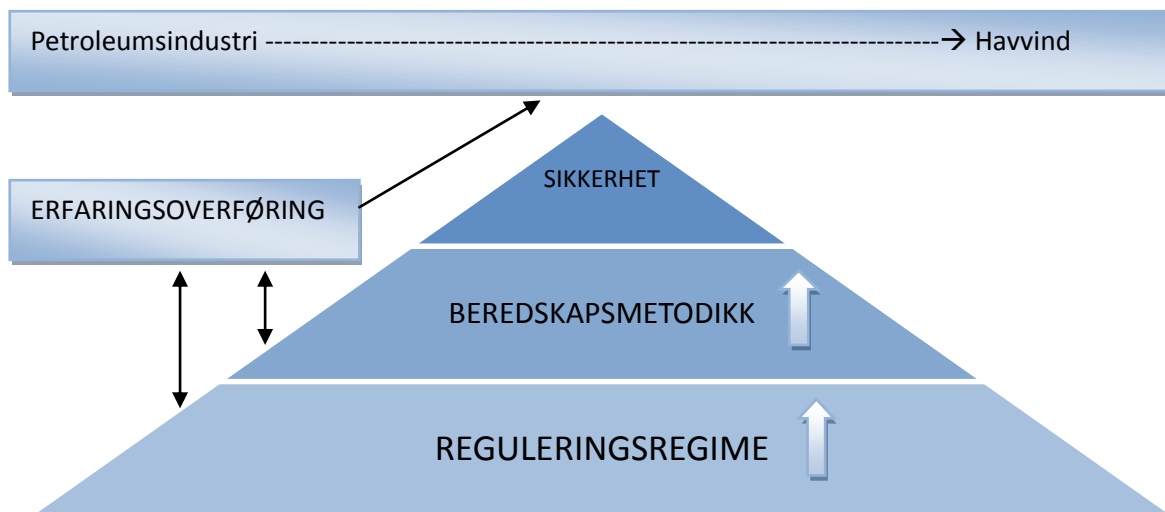 Petroleumsindustri --------------------------------------------------------------------------→ Havvind
SIKKERHET
ERFARINGSOVERFØRING
BEREDSKAPSMETODIKK
REGULERINGSREGIME